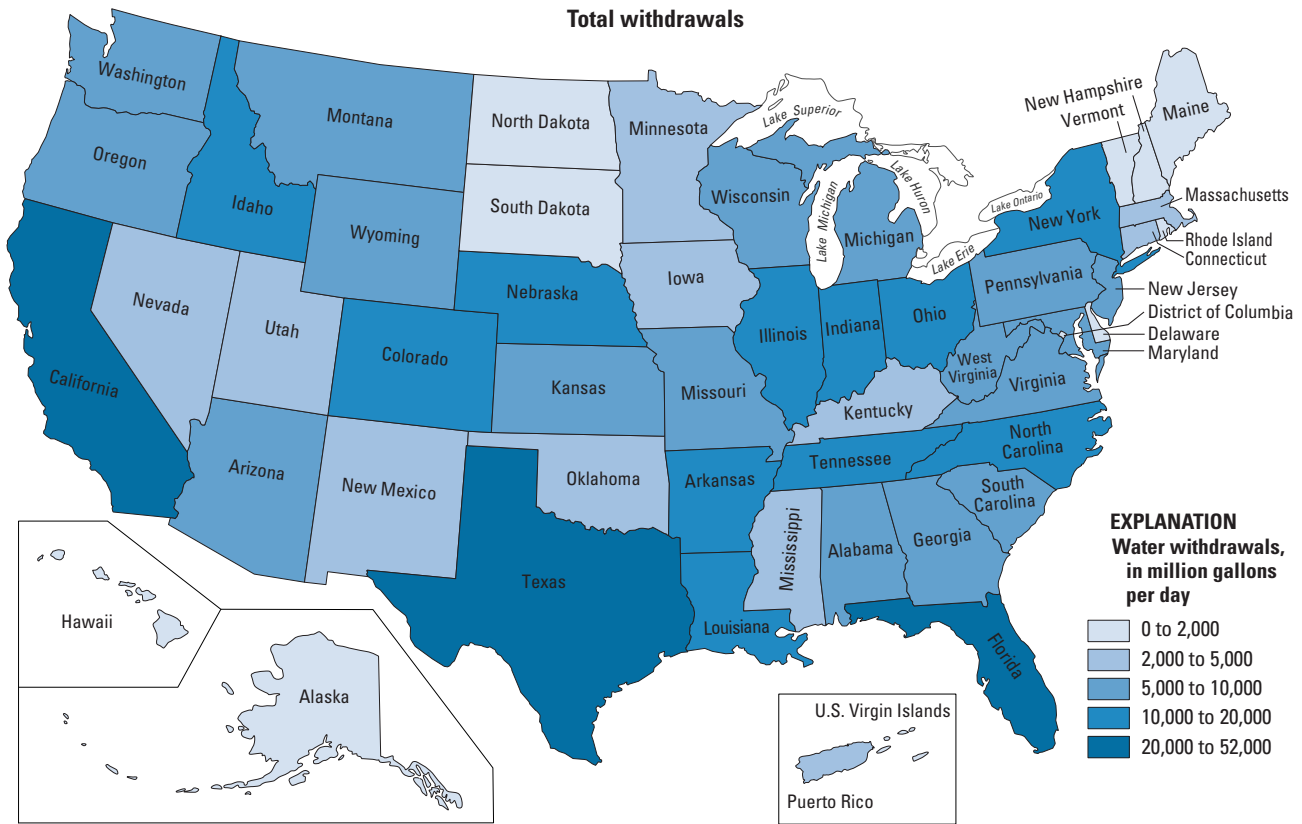 Total withdrawals
Washington
Oregon
California
Nevada
Idaho
Montana
Wyoming
Utah
Arizona
Colorado
New Mexico
North Dakota
South Dakota
Nebraska
Kansas
Oklahoma
Texas
Minnesota
Iowa
Missouri
Arkansas
Louisiana
Wisconsin
Illinois
Michigan
Indiana
Ohio
Kentucky
Tennessee
Mississippi
Alabama
Georgia
Florida
South
Carolina
North
Carolina
Virginia
West
Virginia
Pennsylvania
New York
Lake Superior
Lake Michigan
Lake Huron
Lake Erie
Lake Ontario
New Hampshire
Vermont
Maine
Massachusetts
Rhode Island
Connecticut
New Jersey
District of Columbia
Delaware
Maryland
Hawaii
Alaska
U.S. Virgin Islands
Puerto Rico
EXPLANATION
Water withdrawals,
in million gallons
per day
0 to 2,000
2,000 to 5,000
5,000 to 10,000
10,000 to 20,000
20,000 to 52,000